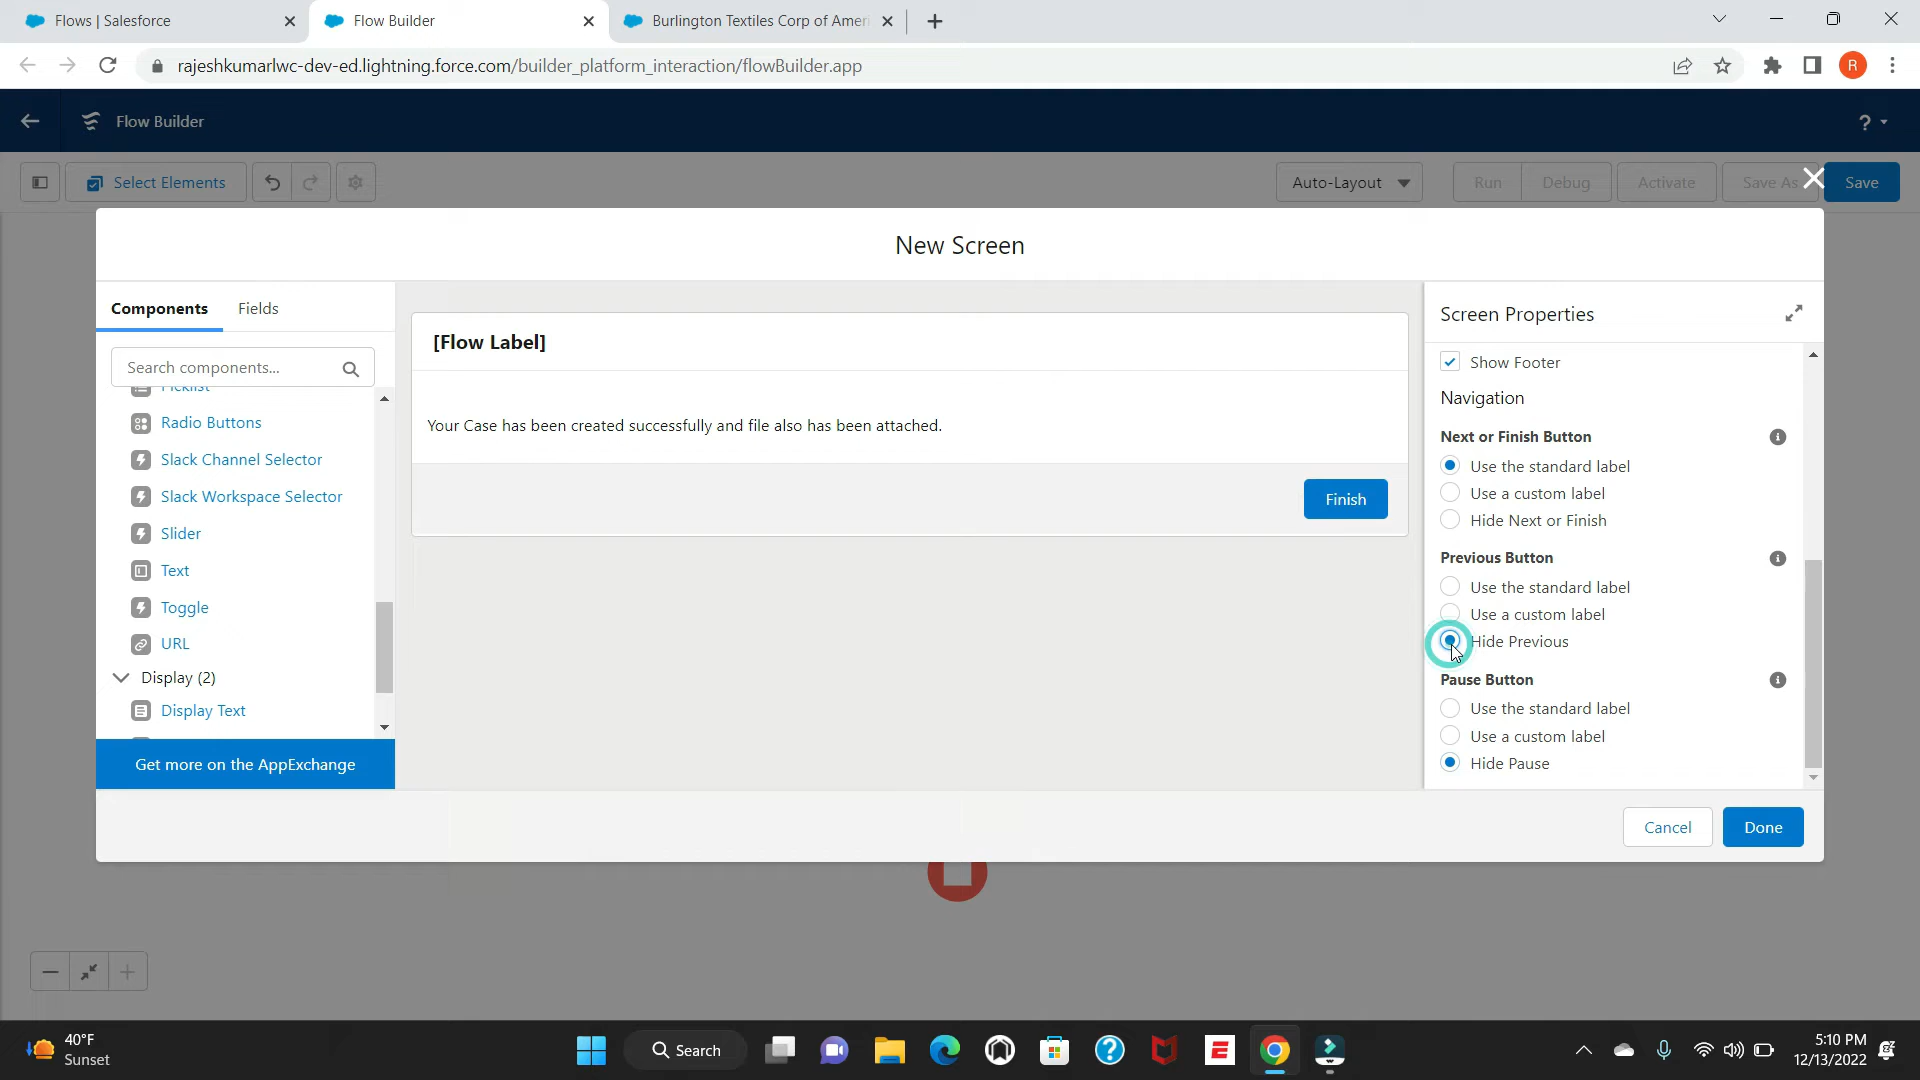 Flows | Salesforce
Flow Builder
Burlington Textiles Corp of Ameri
rajeshkumarlwc-dev-ed.lightning.force.com/builder_platform_interaction/flowBuilder.app
R
Flow Builder
?
Select Elements
Auto-Layout
Run
Debug
Activate
Save As
Save
New Screen
Components
Fields
Search components...
Picklist
Radio Buttons
Slack Channel Selector
Slack Workspace Selector
Slider
Text
Toggle
URL
Display (2)
Display Text
Get more on the AppExchange
[Flow Label]
Your Case has been created successfully and file also has been attached.
Finish
Screen Properties
Show Footer
Navigation
Next or Finish Button
Use the standard label
Use a custom label
Hide Next or Finish
Previous Button
Use the standard label
Use a custom label
Hide Previous
Pause Button
Use the standard label
Use a custom label
Hide Pause
Cancel
Done
40°F
Sunset
Search
5:10 PM
12/13/2022